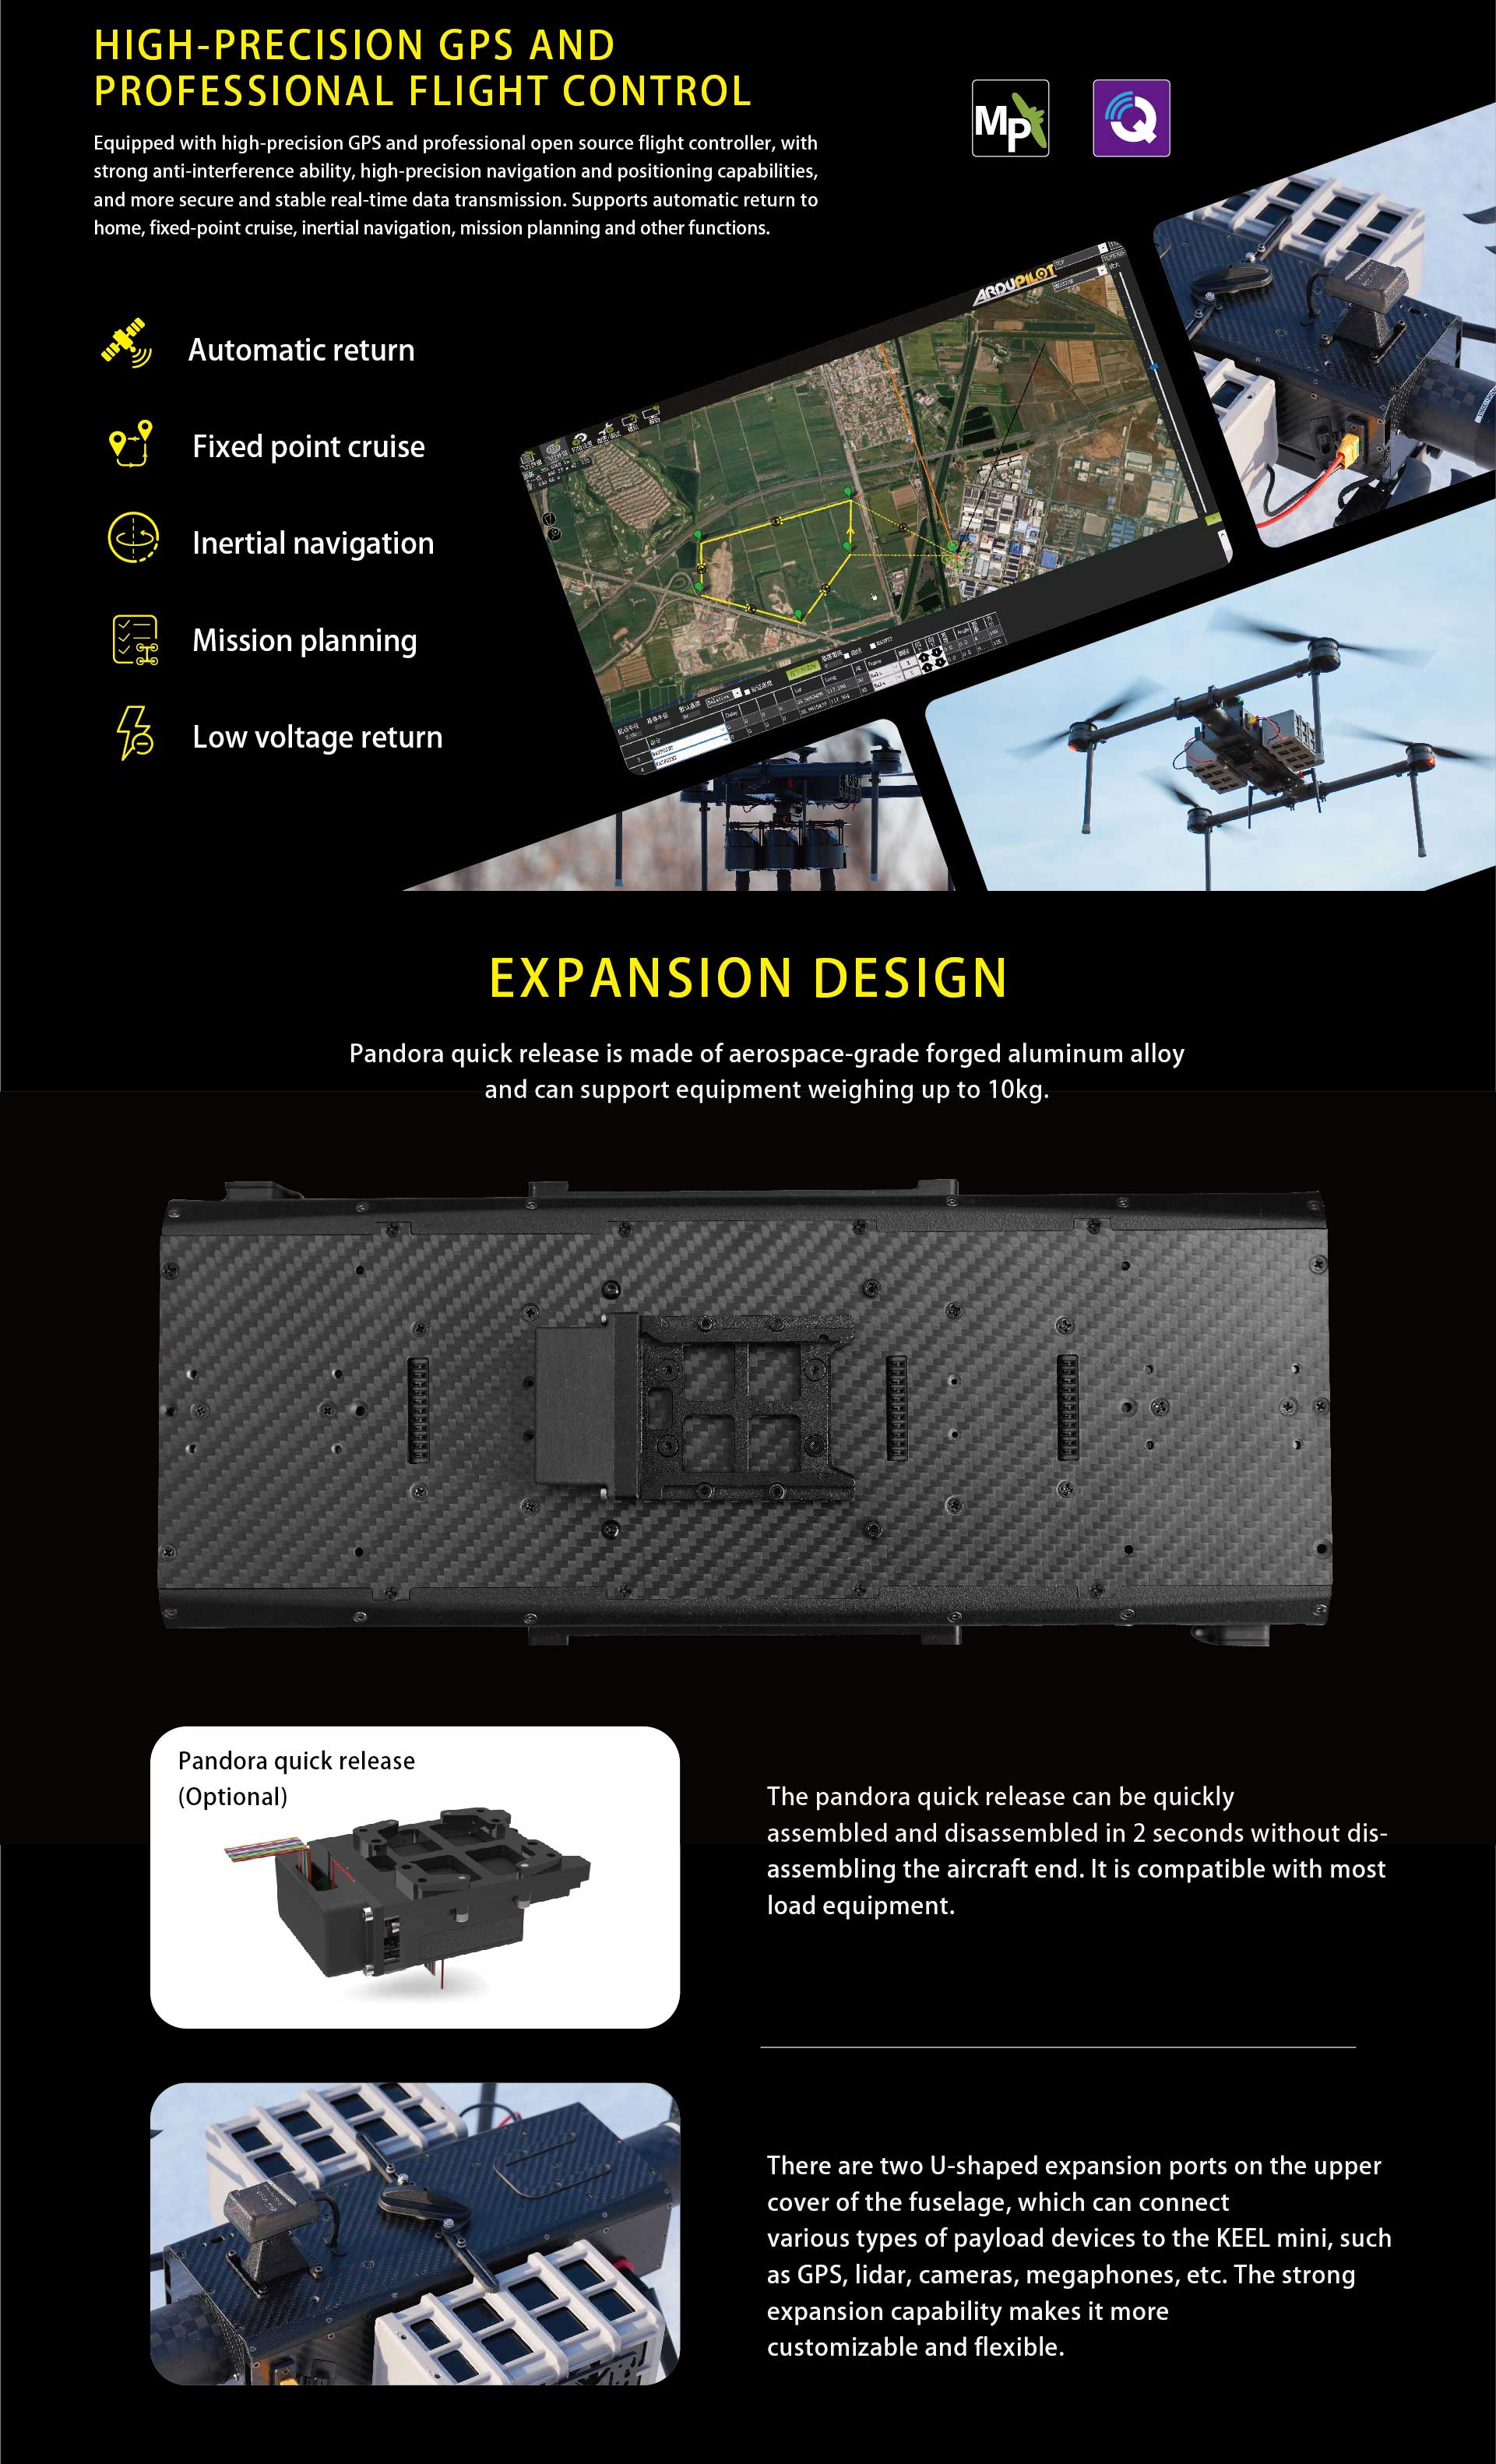 HIGH-PRECISION GPS AND
PROFESSIONAL FLIGHT CONTROL
Equipped with high-precision GPS and professional open source flight controller, with
strong anti-interference ability, high-precision navigation and positioning capabilities,
and more secure and stable real-time data transmission. Supports automatic return to
home, fixed-point cruise, inertial navigation, mission planning and other functions.
MP
Q
ARDUPILOT
Automatic return
Fixed point cruise
Inertial navigation
Mission planning
Low voltage return
EXPANSION DESIGN
Pandora quick release is made of aerospace-grade forged aluminum alloy
and can support equipment weighing up to 10kg.
Pandora quick release
(Optional)
The pandora quick release can be quickly
assembled and disassembled in 2 seconds without dis-
assembling the aircraft end. It is compatible with most
load equipment.
There are two U-shaped expansion ports on the upper
cover of the fuselage, which can connect
various types of payload devices to the KEEL mini, such
as GPS, lidar, cameras, megaphones, etc. The strong
expansion capability makes it more
customizable and flexible.